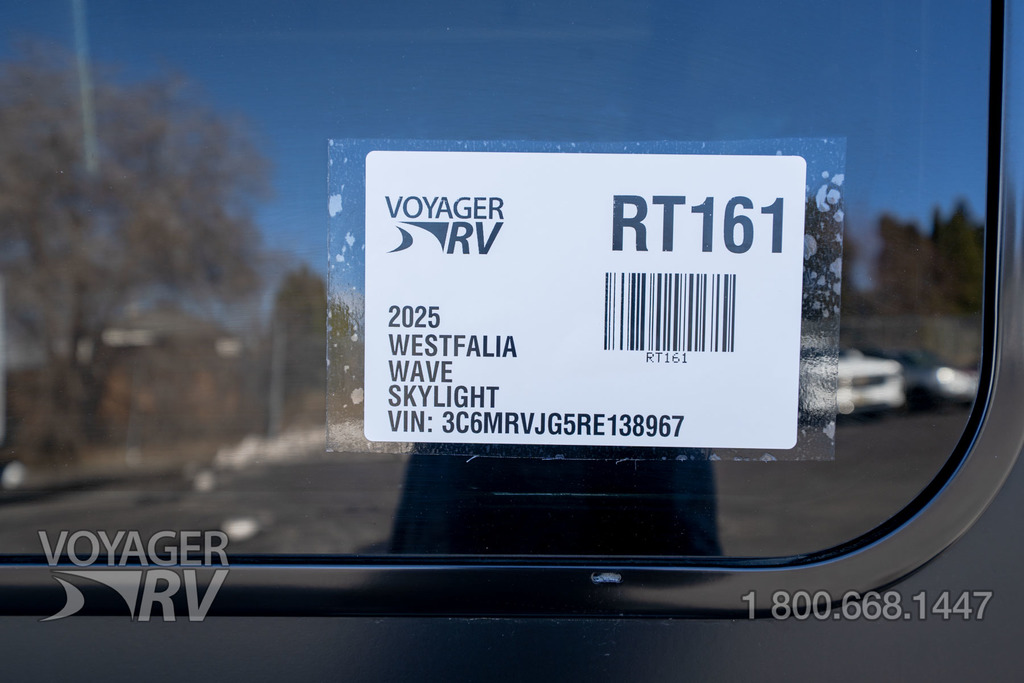 VOYAGER
RV
RT161
RT161
2025
WESTFALIA
WAVE
SKYLIGHT
VIN: 3C6MRVJG5RE138967
VOYAGER
RV
1 800.668.1447